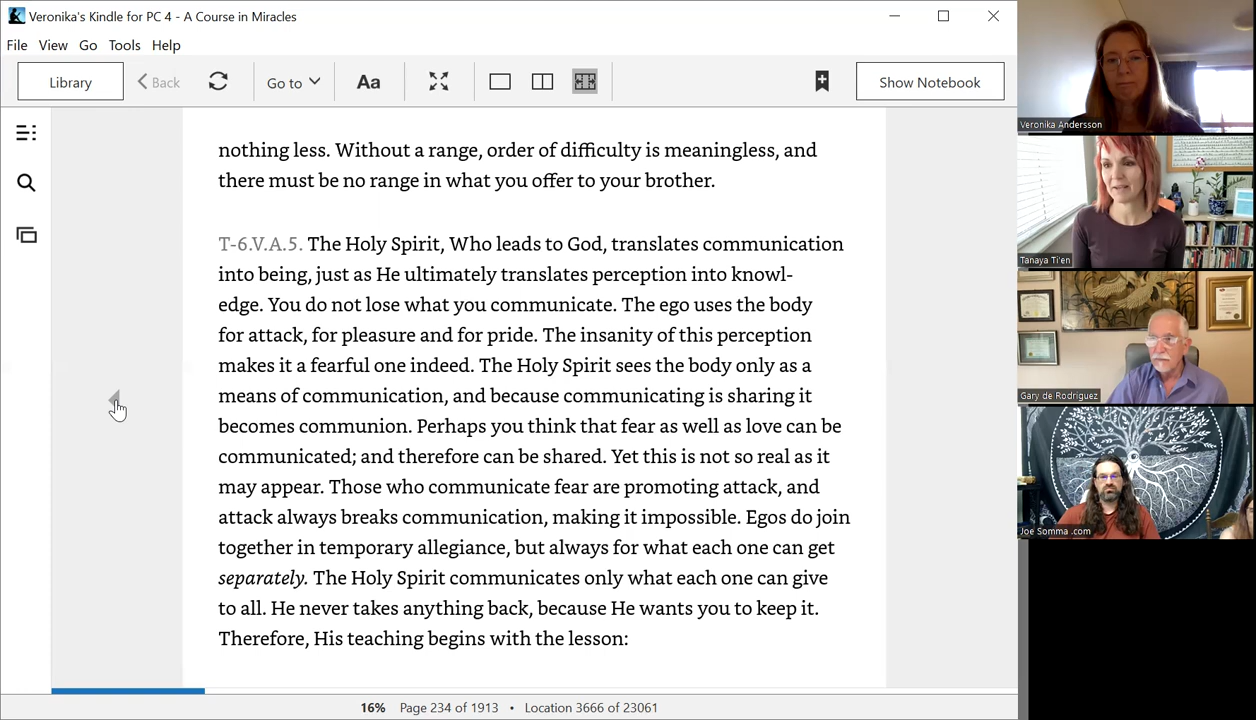 Veronika's Kindle for PC 4 - A Course in Miracles
File View Go Tools Help
Library
Back
Go to
Aa
Show Notebook
nothing less. Without a range, order of difficulty is meaningless, and
there must be no range in what you offer to your brother.
T-6.V.A.5. The Holy Spirit, Who leads to God, translates communication
into being, just as He ultimately translates perception into knowl-
edge. You do not lose what you communicate. The ego uses the body
for attack, for pleasure and for pride. The insanity of this perception
makes it a fearful one indeed. The Holy Spirit sees the body only as a
means of communication, and because communicating is sharing it
becomes communion. Perhaps you think that fear as well as love can be
communicated; and therefore can be shared. Yet this is not so real as it
may appear. Those who communicate fear are promoting attack, and
attack always breaks communication, making it impossible. Egos do join
together in temporary allegiance, but always for what each one can get
separately. The Holy Spirit communicates only what each one can give
to all. He never takes anything back, because He wants you to keep it.
Therefore, His teaching begins with the lesson:
16% Page 234 of 1913 • Location 3666 of 23061
Veronika Andersson
Tanaya Ti'en
Gary de Rodriguez
Joe Somma .com